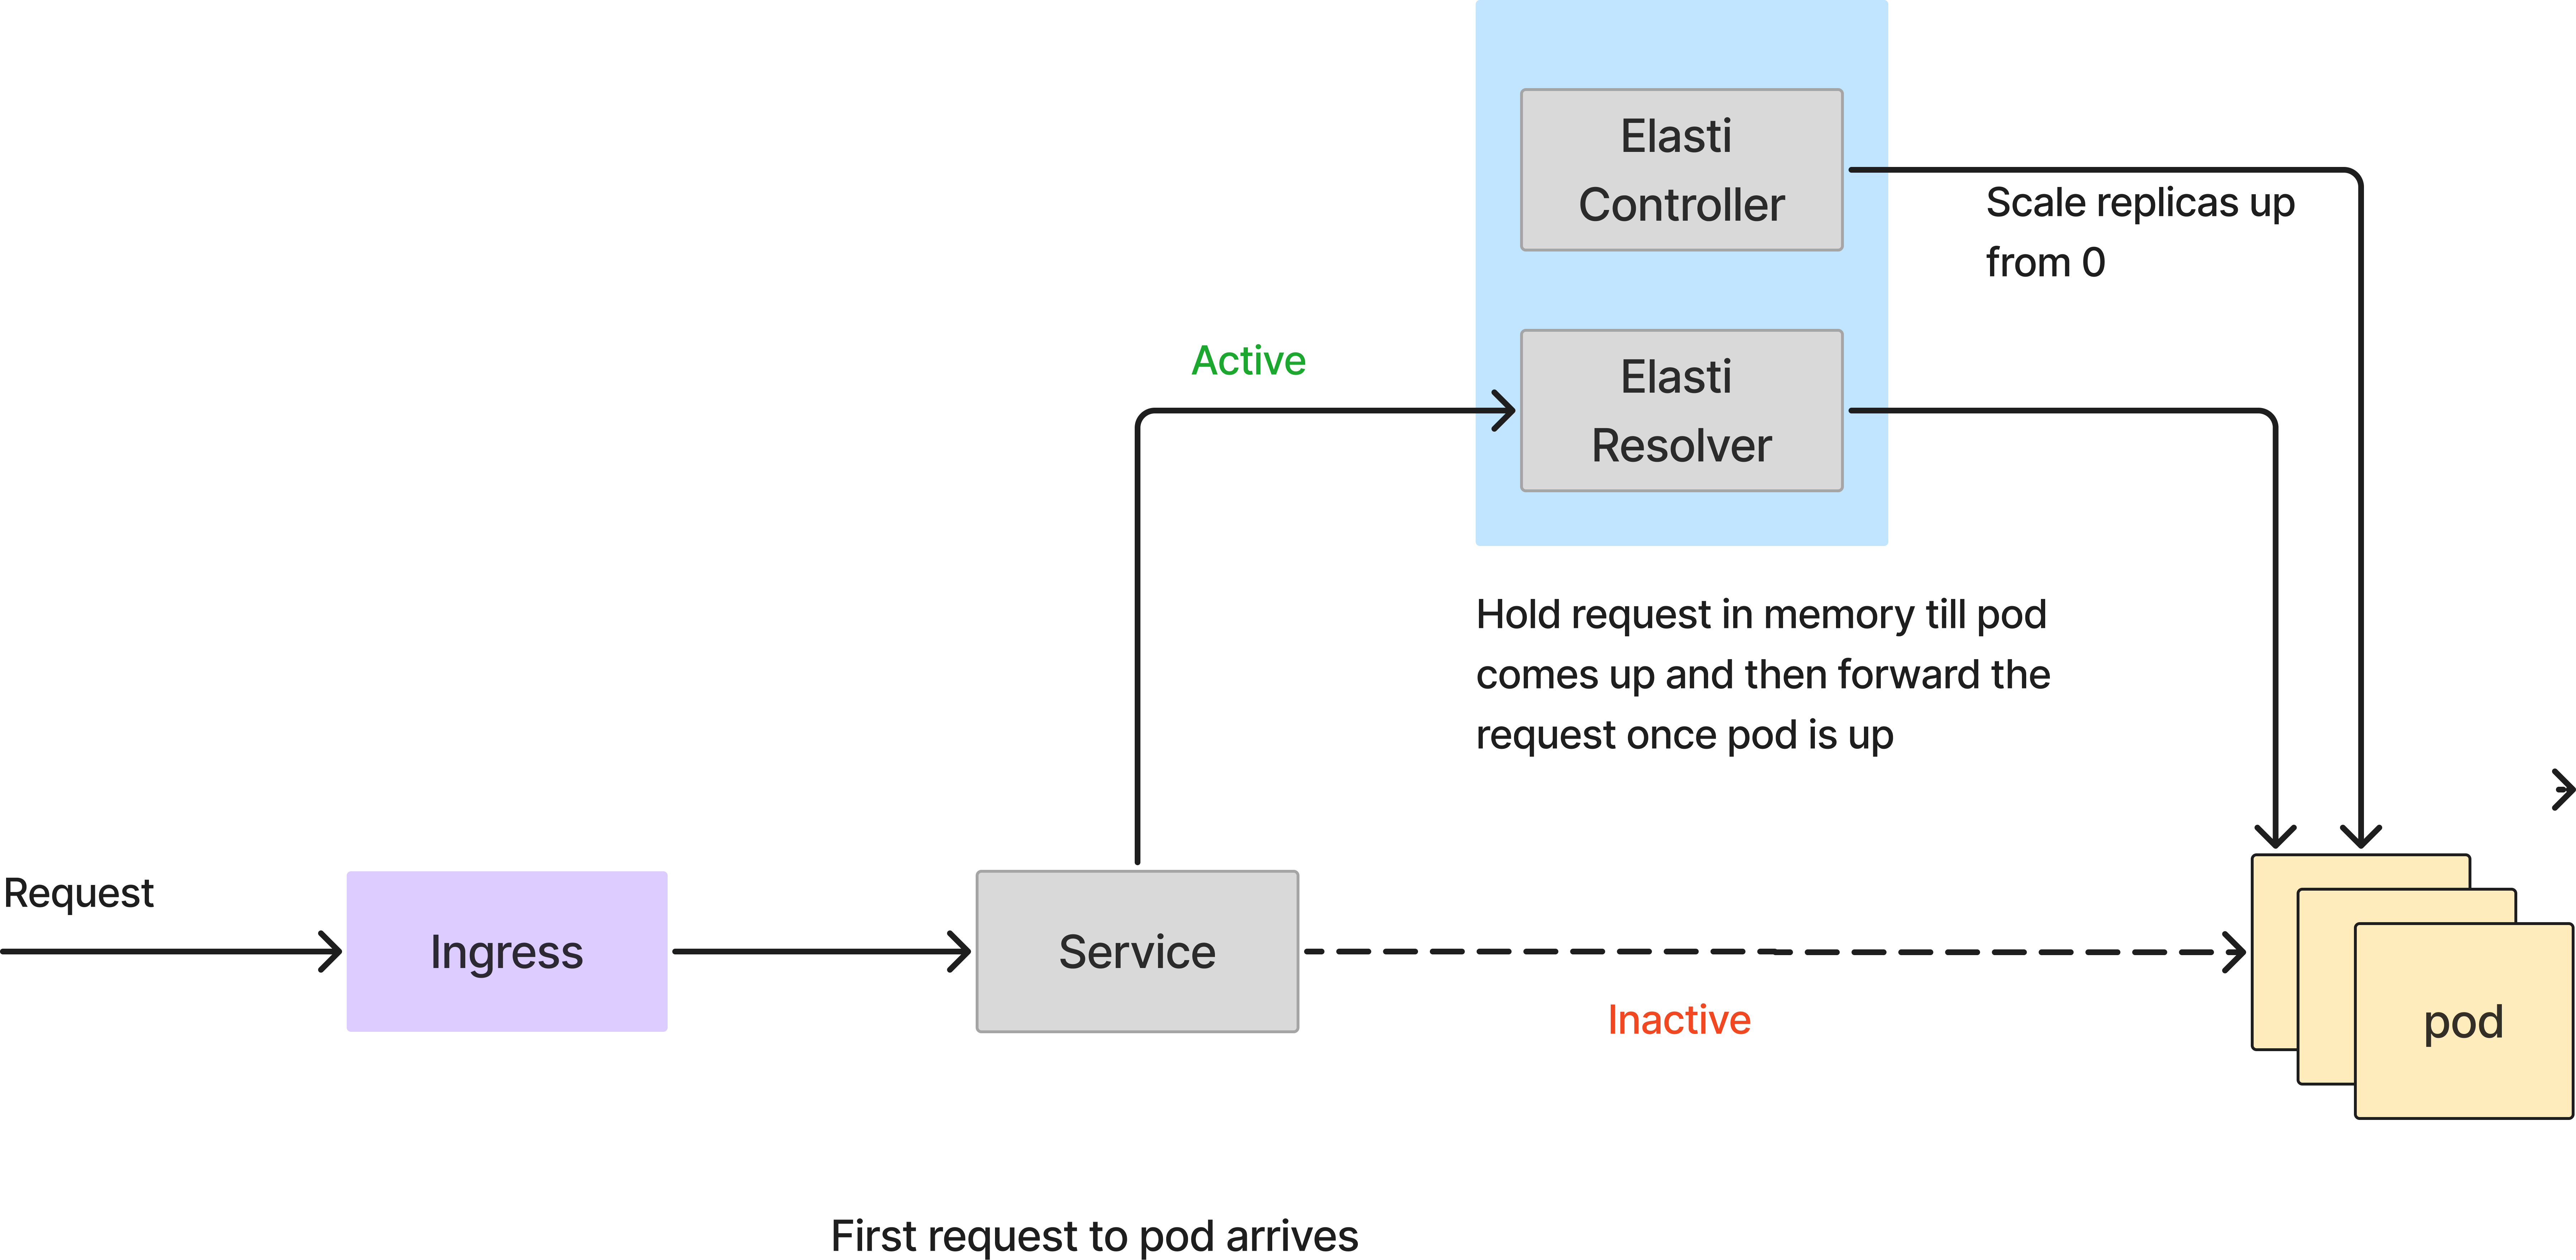 Elasti
Controller
Scale replicas up
from 0
Active
Elasti
Resolver
Hold request in memory till pod
comes up and then forward the
request once pod is up
Request
Ingress
Service
Inactive
pod
First request to pod arrives